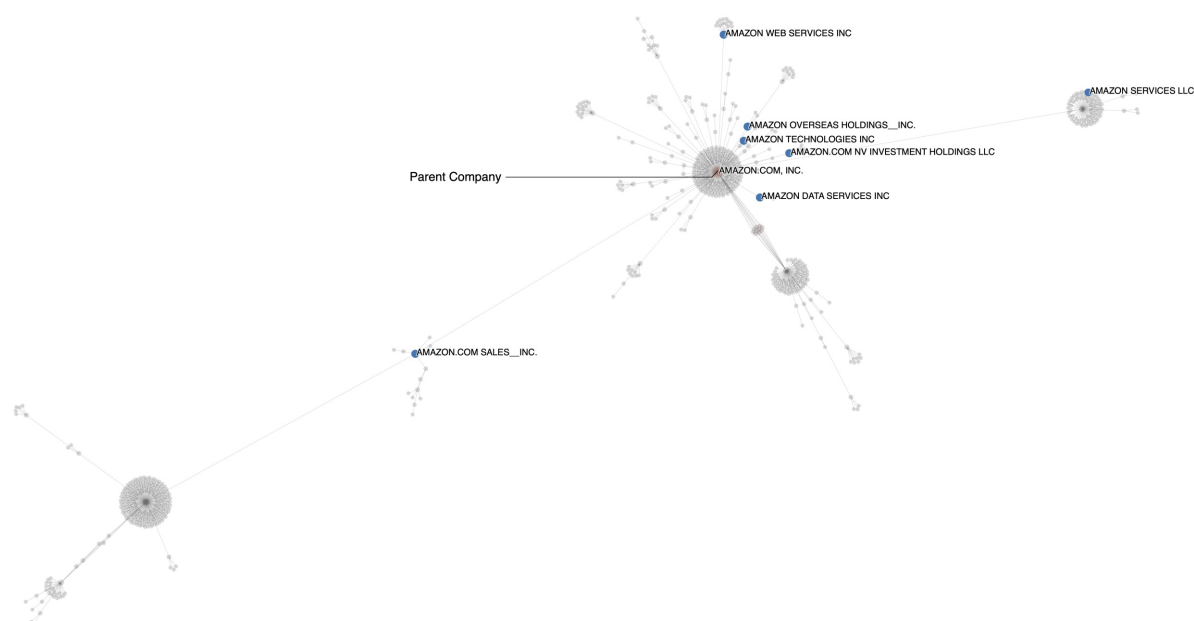 AMAZON WEB SERVICES INC
AMAZON SERVICES LLC
AMAZON OVERSEAS HOLDINGS__INC.
AMAZON TECHNOLOGIES INC
AMAZON.COM NV INVESTMENT HOLDINGS LLC
AMAZON.COM, INC.
Parent Company
AMAZON DATA SERVICES INC
AMAZON.COM SALES__INC.